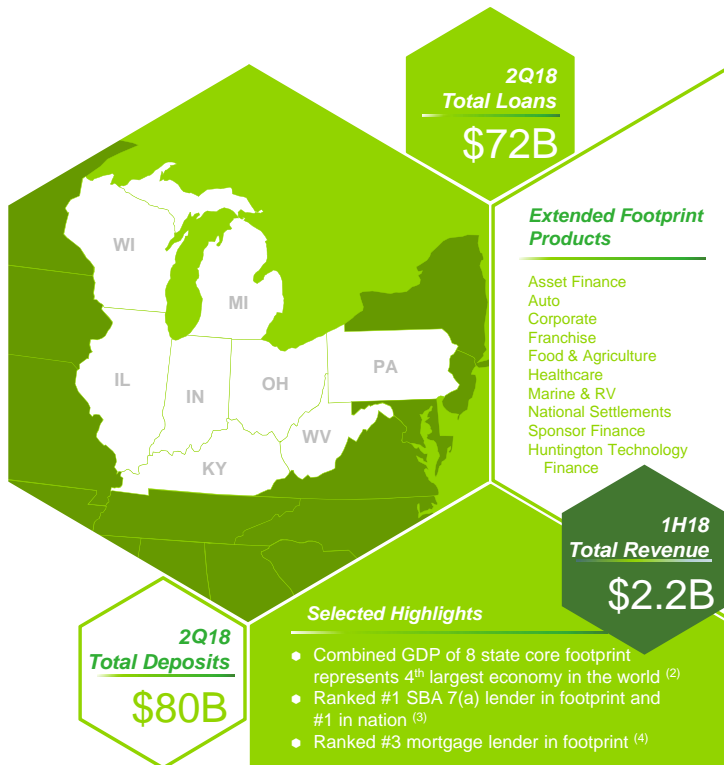 2Q18
Total Loans
$72B
WI
MI
IL
IN
OH
PA
WV
KY
Extended Footprint
Products
Asset Finance
Auto
Corporate
Franchise
Food & Agriculture
Healthcare
Marine & RV
National Settlements
Sponsor Finance
Huntington Technology
Finance
1H18
Total Revenue
$2.2B
2Q18
Total Deposits
$80B
Selected Highlights
Combined GDP of 8 state core footprint
represents 4th largest economy in the world (2)
Ranked #1 SBA 7(a) lender in footprint and
#1 in nation (3)
Ranked #3 mortgage lender in footprint (4)